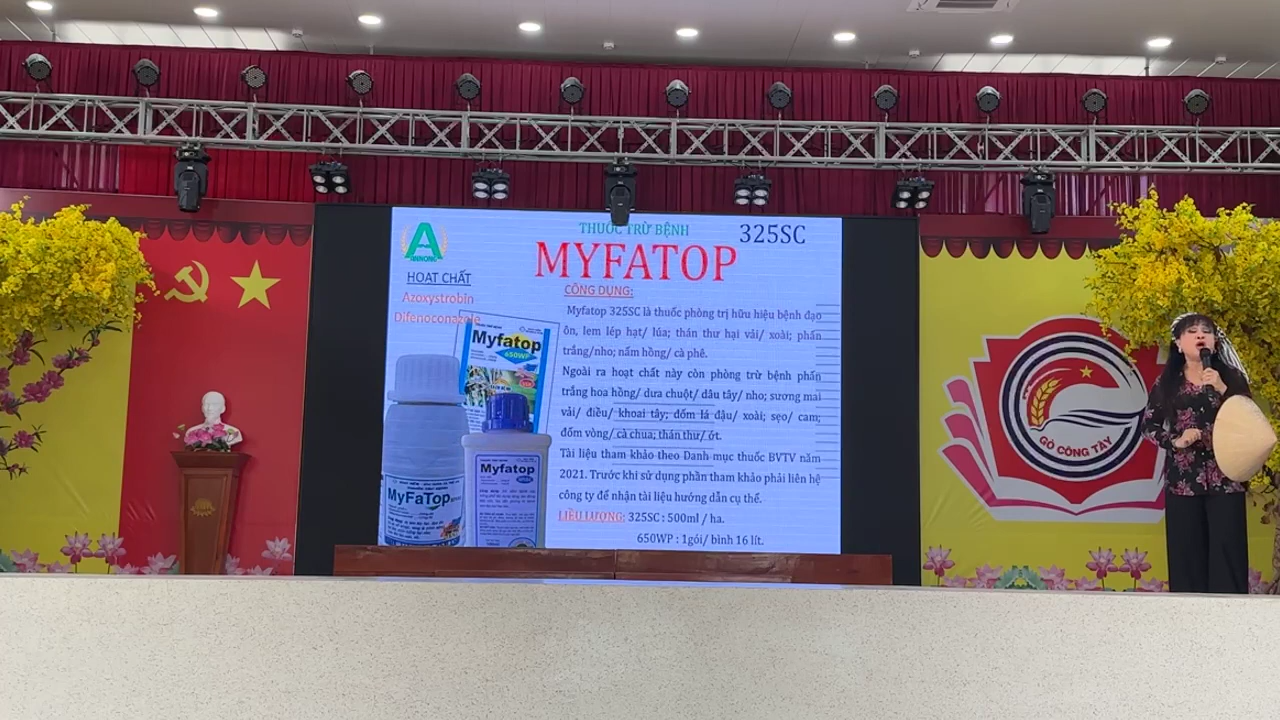 THUỐC TRỪ BỆNH
325SC
MYFATOP
ANNONG
HOẠT CHẤT
Azoxystrobin
Difenoconazole
CÔNG DỤNG:
Myfatop 325SC là thuốc phòng trị hữu hiệu bệnh đạo
ôn, lem lép hạt/ lúa; thán thư hại vải/ xoài; phấn
trắng/nho; nấm hồng/ cà phê.
Ngoài ra hoạt chất này còn phòng trừ bệnh phấn
trắng hoa hồng/ dưa chuột/ dâu tây/ nho; sương mai
vải/ điều/ khoai tây; đốm lá đậu/ xoài; sẹo/ cam;
đốm vòng/ cà chua; thán thư/ ớt.
Tài liệu tham khảo theo Danh mục thuốc BVTV năm
2021. Trước khi sử dụng phần tham khảo phải liên hệ
công ty để nhận tài liệu hướng dẫn cụ thể.
LIỀU LƯỢNG: 325SC : 500ml / ha.
650WP : 1gói/ bình 16 lít.
Myfatop
650WP
MyFaTop
Myfatop
GÒ CÔNG TÂY